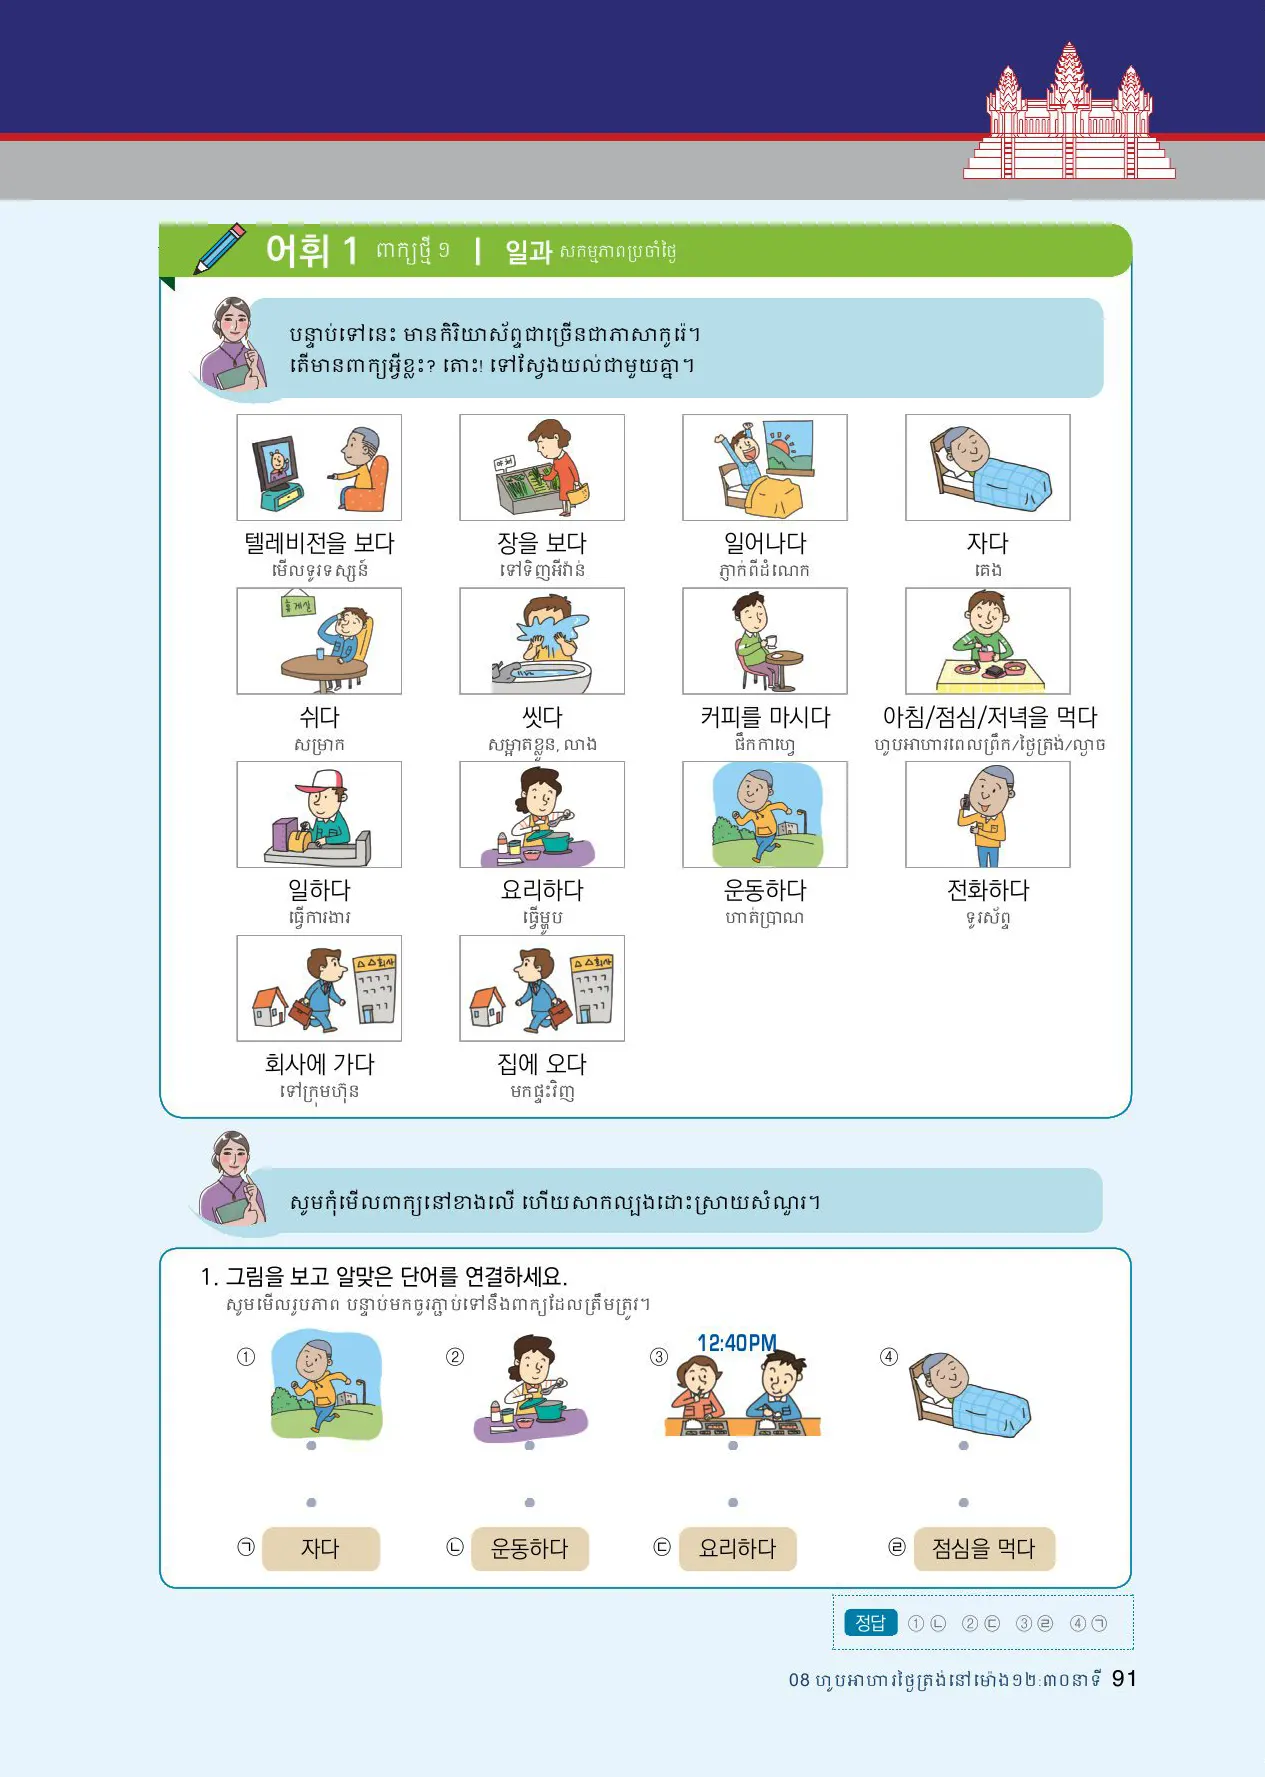 어휘 1 ពាក្យថ្មី ១ | 일과 សកម្មភាពប្រចាំថ្ងៃ
បន្ទាប់ទៅនេះ មានកិរិយាស័ព្ទជាច្រើនជាភាសាកូរ៉េ។
តើមានពាក្យអ្វីខ្លះ? តោះ! ទៅស្វែងយល់ជាមួយគ្នា។
야채
텔레비전을 보다 장을 보다 일어나다 자다
មើលទូរទស្សន៍ ទៅទិញអីវ៉ាន់ ភ្ញាក់ពីដំណេក គេង
휴게실
쉬다 씻다 커피를 마시다 아침/점심/저녁을 먹다
សម្រាក សម្អាតខ្លួន, លាង ផឹកកាហ្វេ ហូបអាហារពេលព្រឹក/ថ្ងៃត្រង់/ល្ងាច
일하다 요리하다 운동하다 전화하다
ធ្វើការងារ ធ្វើម្ហូប ហាត់ប្រាណ ទូរស័ព្ទ
△△회사 △△회사
회사에 가다 집에 오다
ទៅក្រុមហ៊ុន មកផ្ទះវិញ
សូមកុំមើលពាក្យនៅខាងលើ ហើយសាកល្បងដោះស្រាយសំណួរ។
1. 그림을 보고 알맞은 단어를 연결하세요.
សូមមើលរូបភាព បន្ទាប់មកចូរភ្ជាប់ទៅនឹងពាក្យដែលត្រឹមត្រូវ។
12:40PM
① ② ③ ④
㉠ 자다 ㉡ 운동하다 ㉢ 요리하다 ㉣ 점심을 먹다
정답 ① ㉡ ② ㉢ ③ ㉣ ④ ㉠
08 ហូបអាហារថ្ងៃត្រង់នៅម៉ោង១២:៣០នាទី 91